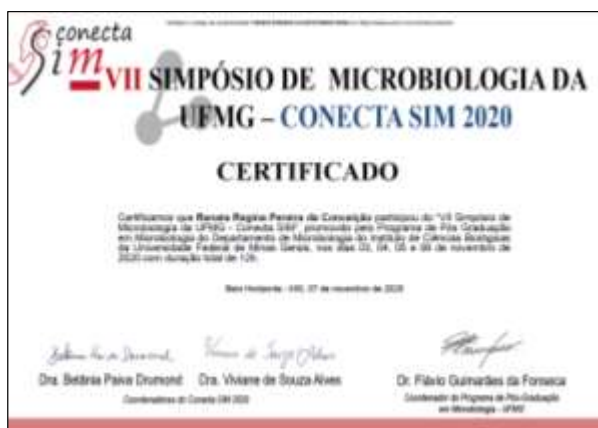 conecta
Sim
VII SIMPÓSIO DE MICROBIOLOGIA DA
UFMG – CONECTA SIM 2020
CERTIFICADO
Certificamos que Renata Regina Pereira da Conceição participou do "VII Simpósio de
Microbiologia da UFMG - Conecta SIM", promovido pelo Programa de Pós Graduação
em Microbiologia do Departamento de Microbiologia do Instituto de Ciências Biológicas
da Universidade Federal de Minas Gerais, nos dias 03, 04, 05 e 06 de novembro de
2020 com duração total de 12h.
Belo Horizonte - MG, 07 de novembro de 2020
Dra. Betânia Paiva Drumond Dra. Viviane de Souza Alves Dr. Flávio Guimarães da Fonseca
Coordenadoras do Conecta SIM 2020 Coordenador do Programa de Pós-Graduação
em Microbiologia - UFMG